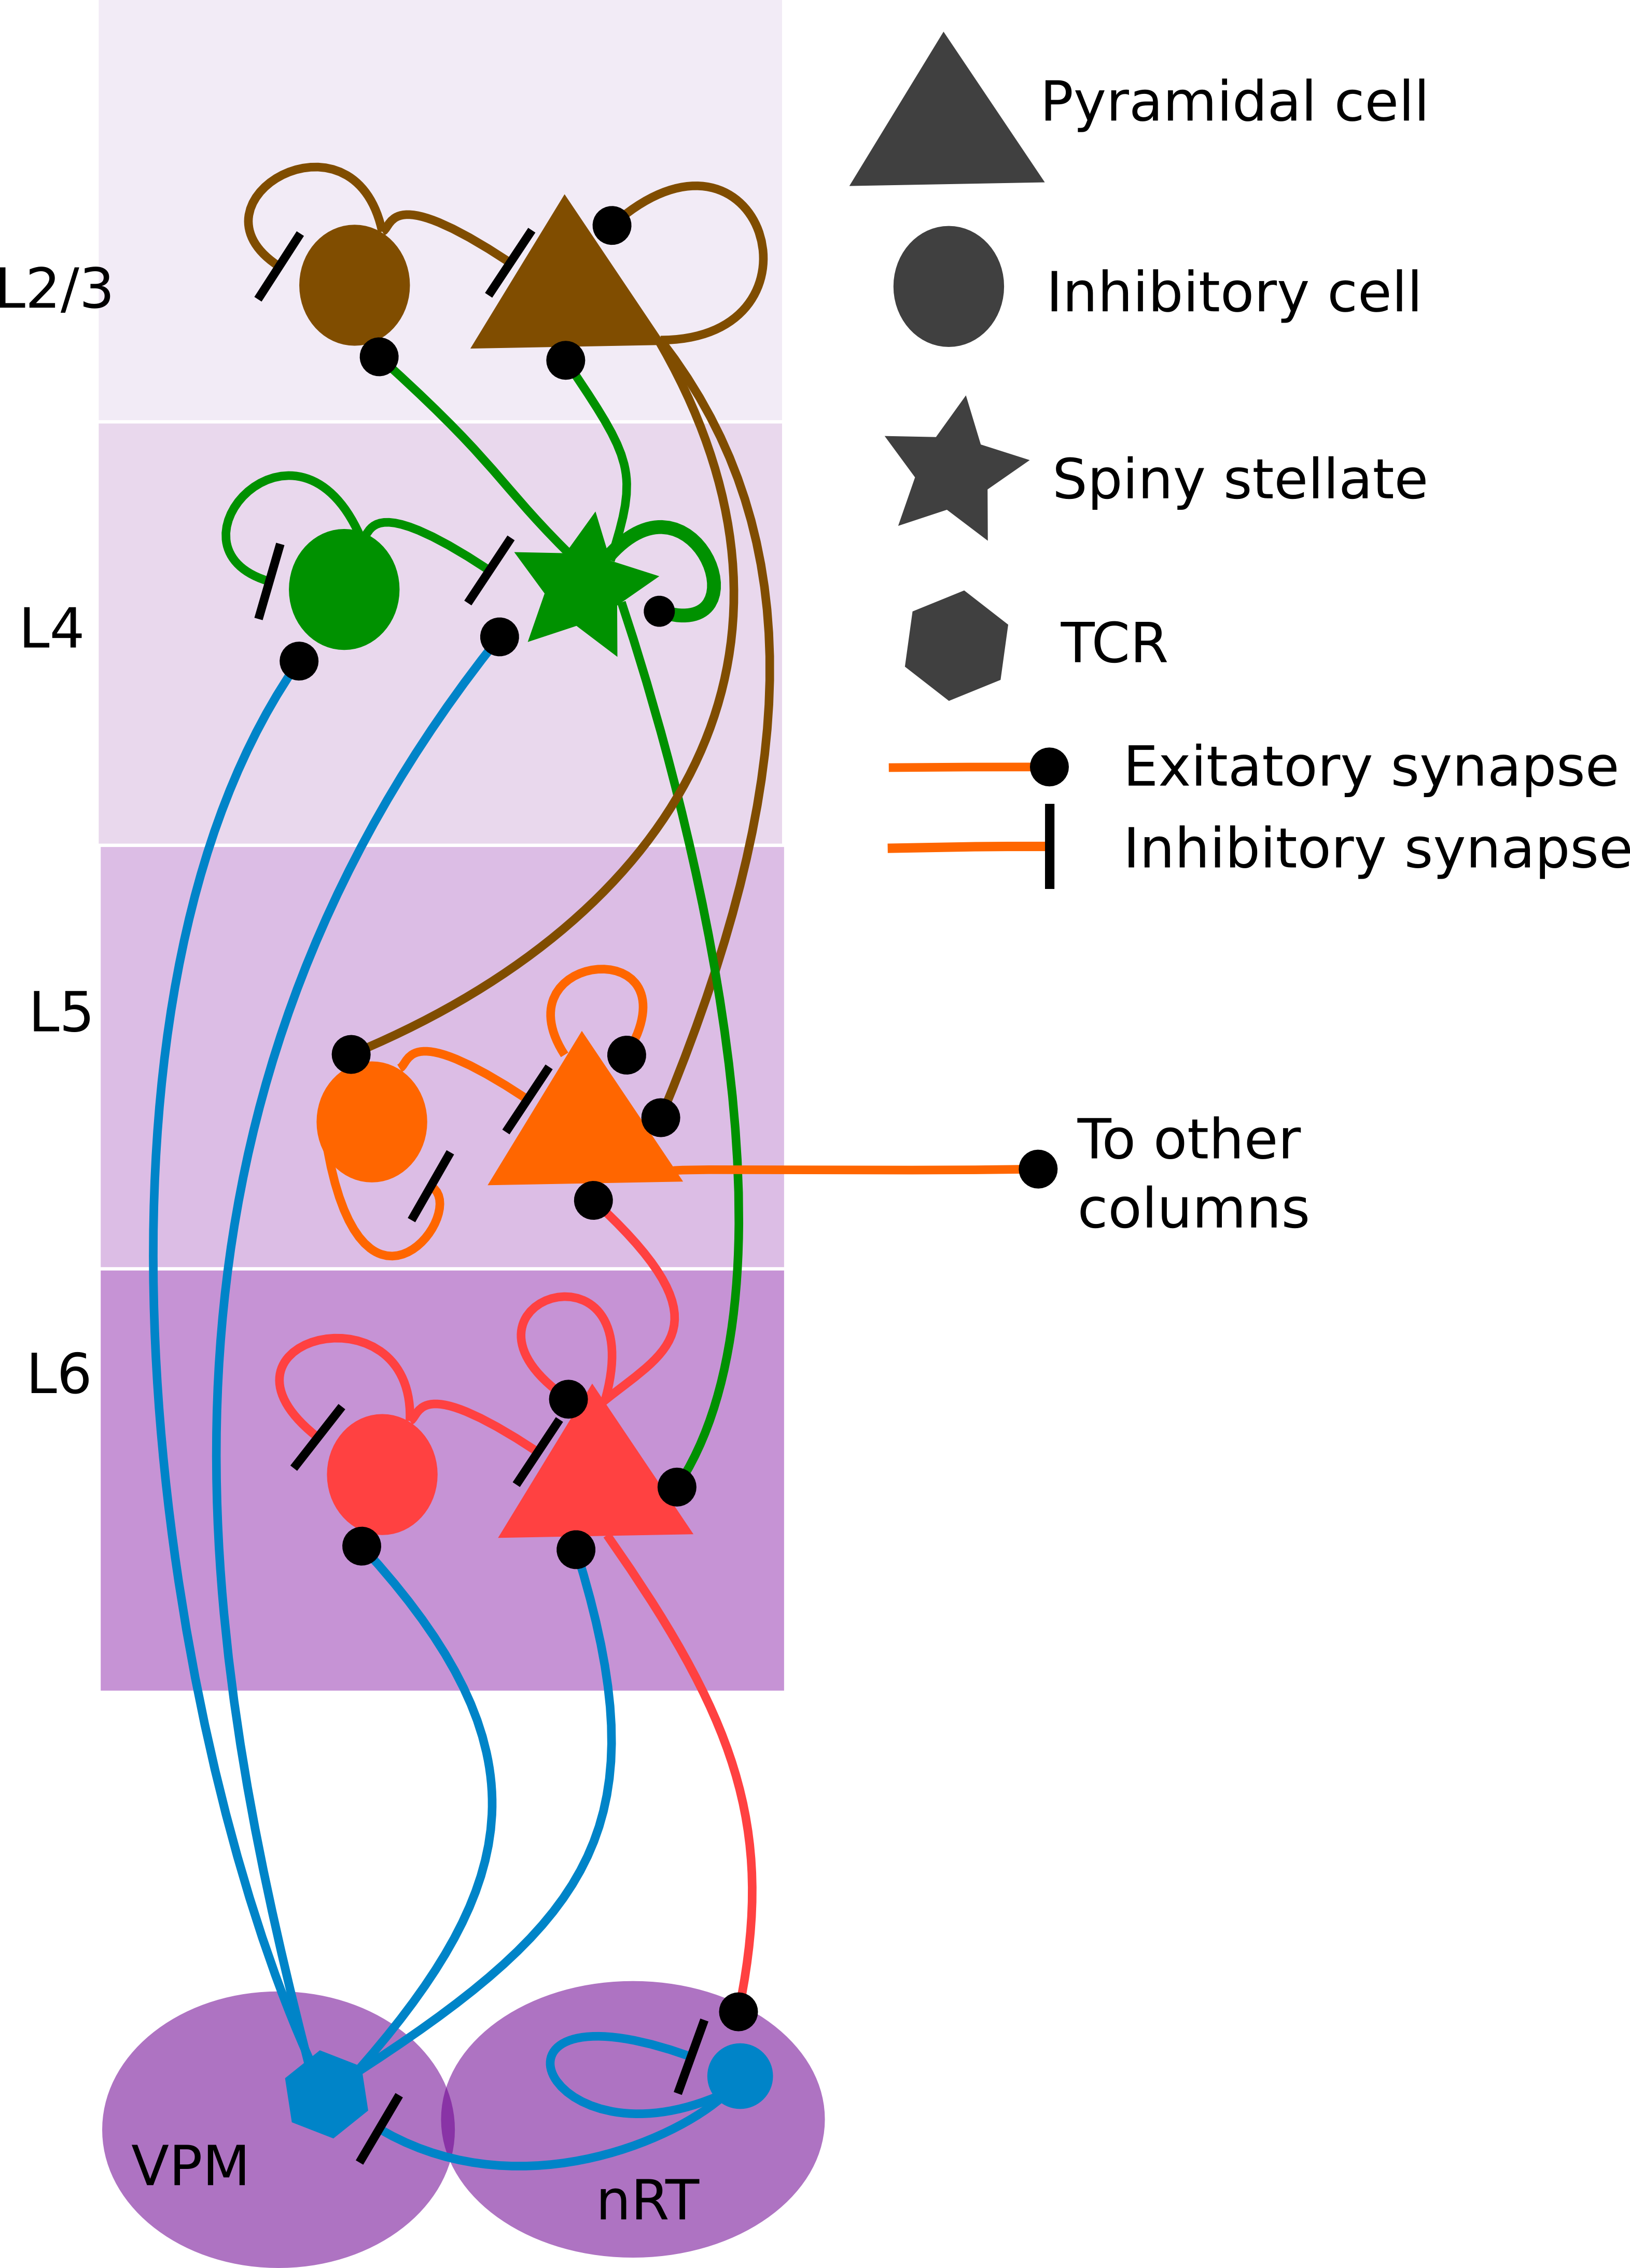 Pyramidal cell
L2/3
Inhibitory cell
Spiny stellate
L4
TCR
Exitatory synapse
Inhibitory synapse
L5
To other
columns
L6
VPM
nRT